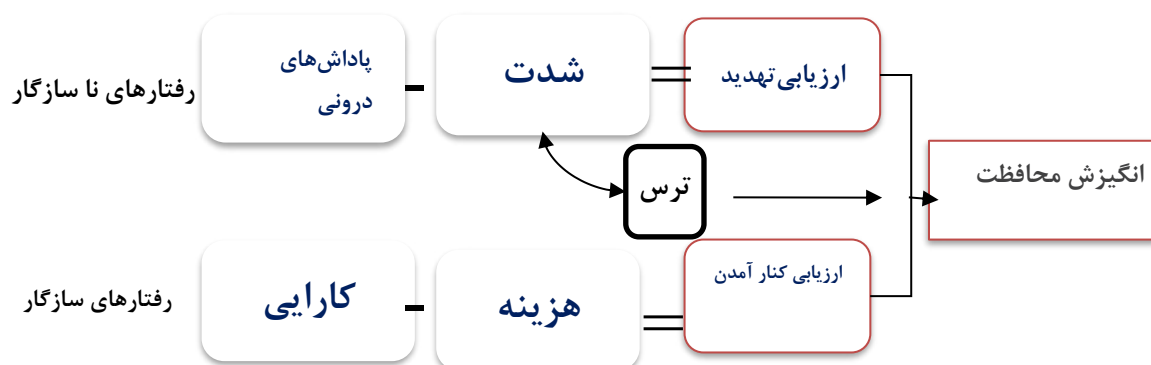 رفتارهای نا سازگار
پاداش‌های
درونی
-
شدت
=
ارزیابی تهدید
ترس
انگیزش محافظت
رفتارهای سازگار
کارایی
-
هزینه
=
ارزیابی کنار آمدن